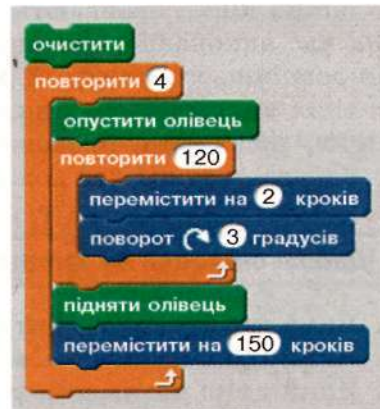 очистити
повторити 4
опустити олівець
повторити 120
перемістити на 2 кроків
поворот 3 градусів
підняти олівець
перемістити на 150 кроків